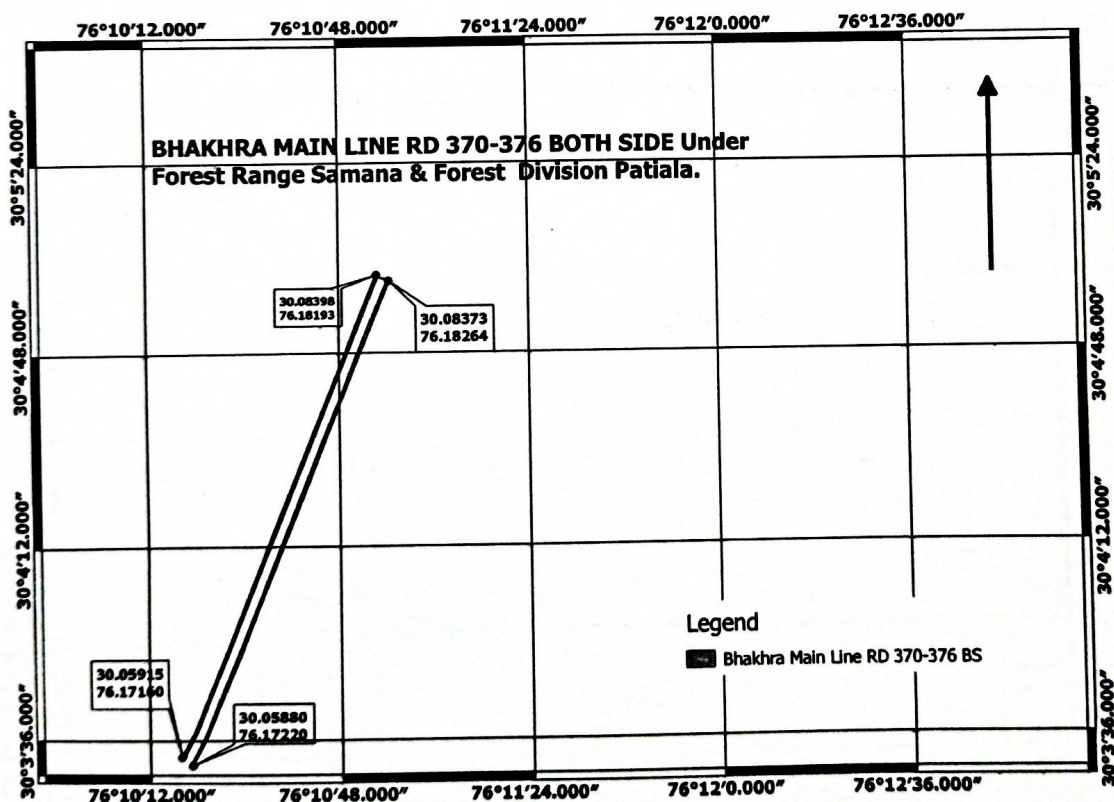 76°10′12.000″ 76°10′48.000″ 76°11′24.000″ 76°12′0.000″ 76°12′36.000″
30°5′24.000″ 30°5′24.000″
BHAKHRA MAIN LINE RD 370-376 BOTH SIDE Under
Forest Range Samana & Forest Division Patiala.
30.08398
76.18193
30.08373
76.18264
30°4′48.000″ 30°4′48.000″
30°4′12.000″ 30°4′12.000″
Legend
Bhakhra Main Line RD 370-376 BS
30.05915
76.17160
30.05880
76.17220
30°3′36.000″ 30°3′36.000″
76°10′12.000″ 76°10′48.000″ 76°11′24.000″ 76°12′0.000″ 76°12′36.000″